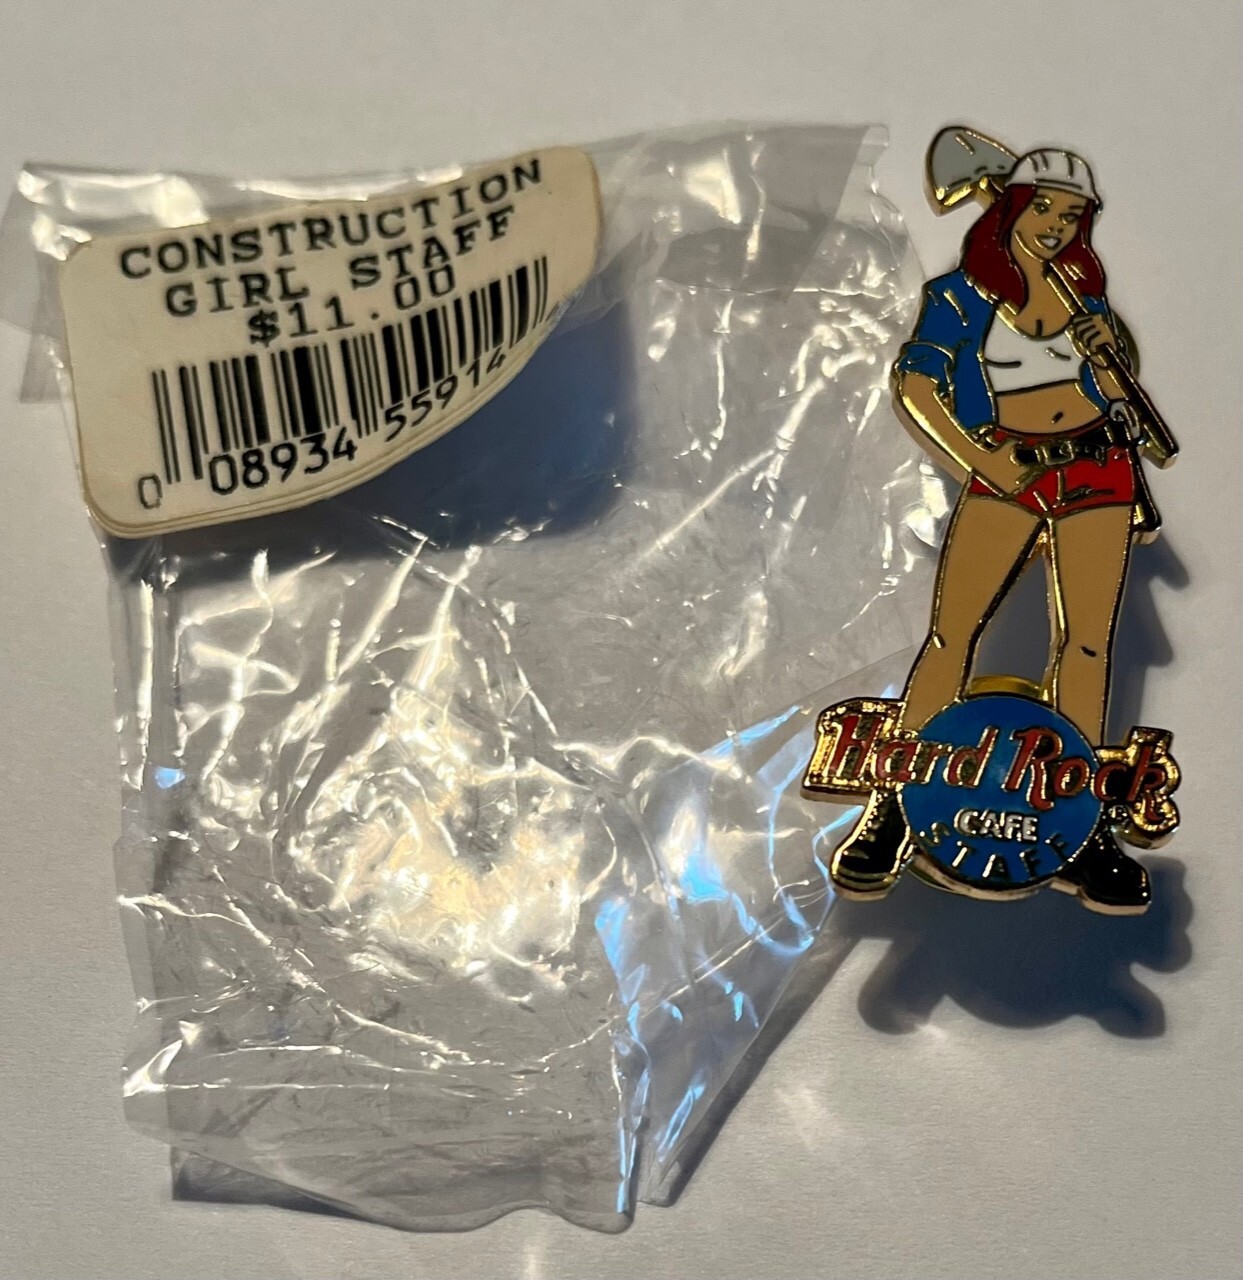 CONSTRUCTION
GIRL STAFF
$11.00
0 08934 55914
Hard Rock
CAFE
STAFF